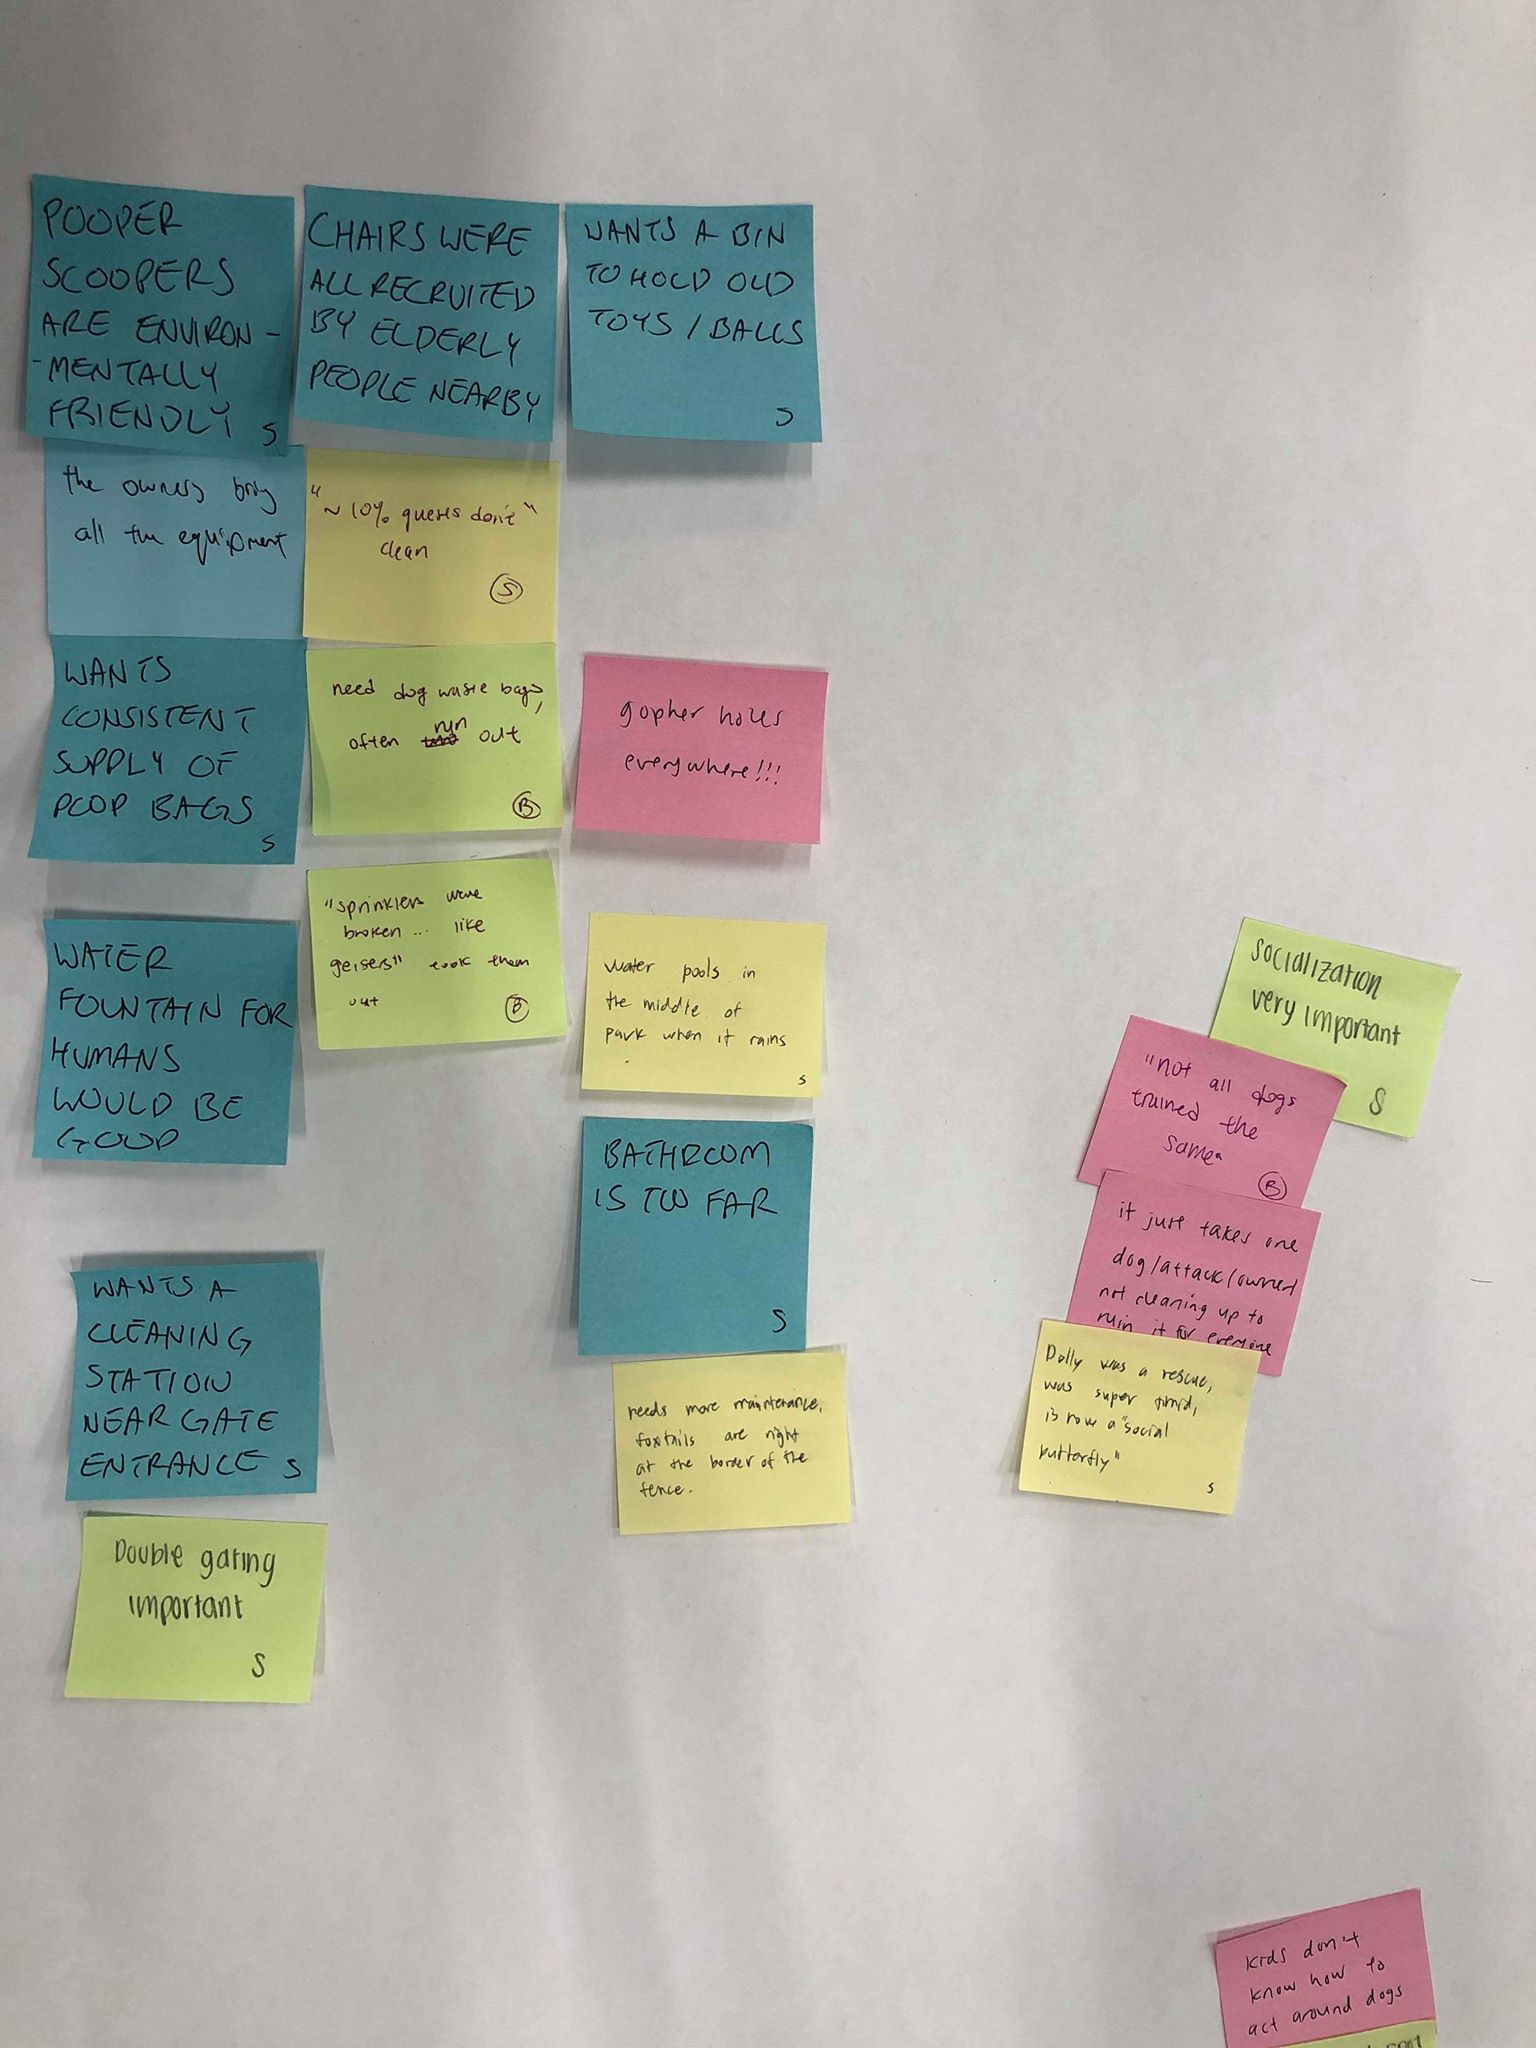 POOPER
SCOOPERS
ARE ENVIRON-
-MENTALLY
FRIENDLY
S
CHAIRS WERE
ALL RECRUITED
BY ELDERLY
PEOPLE NEARBY
WANTS A BIN
TO HOLD OLD
TOYS / BALLS
S
the owners bring
all the equipment
"~10% guests don't"
clean
S
WANTS
CONSISTENT
SUPPLY OF
POOP BAGS
S
need dog waste bags,
often run out
B
gopher holes
everywhere!!!
WATER
FOUNTAIN FOR
HUMANS
WOULD BE
GOOD
"sprinklers were
broken... like
geisers" took them
out
B
Water pools in
the middle of
park when it rains
S
BATHROOM
IS TOO FAR
S
WANTS A
CLEANING
STATION
NEAR GATE
ENTRANCE S
needs more maintenance,
foxtails are right
at the border of the
fence.
Double gating
important
S
socialization
very important
S
"not all dogs
trained the
same"
B
it just takes one
dog/attack/owner
not cleaning up to
ruin it for everyone
Dolly was a rescue,
was super timid,
is now a "social
butterfly"
S
kids don't
know how to
act around dogs